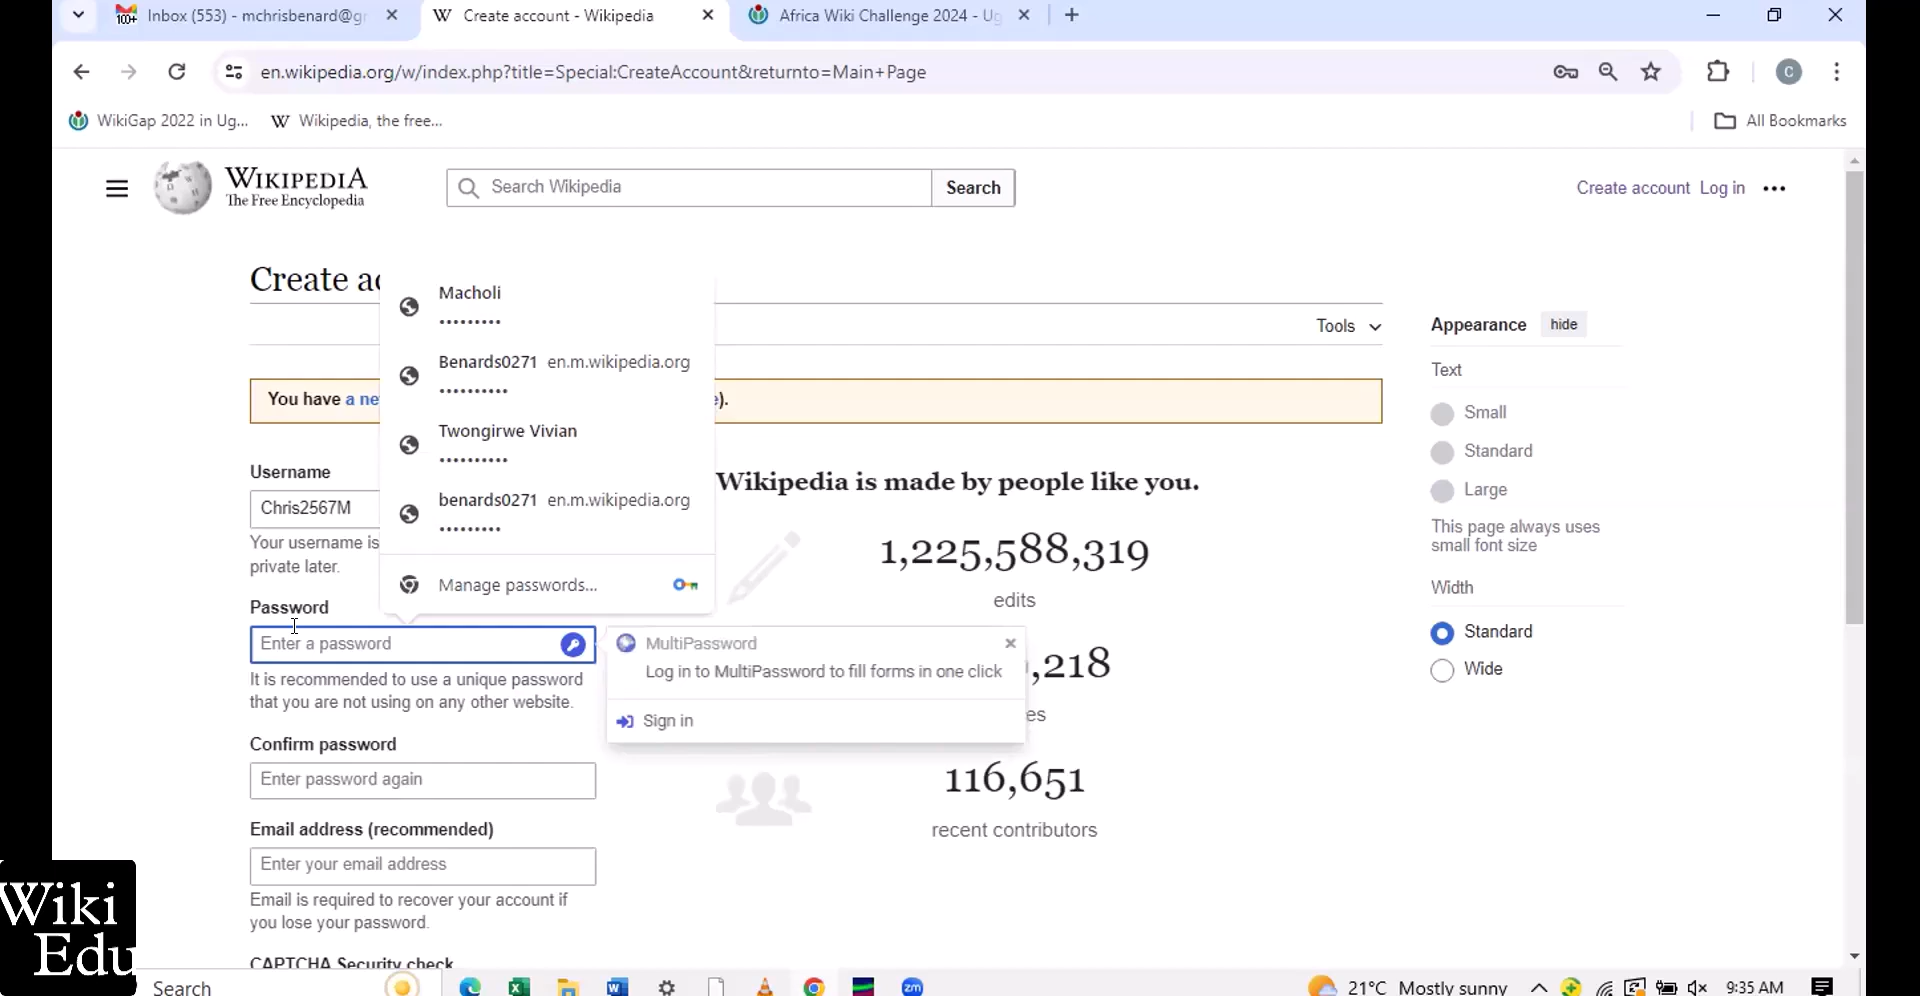 100+ Inbox (553) - mchrisbenard@gr
W Create account - Wikipedia
Africa Wiki Challenge 2024 - Ug
en.wikipedia.org/w/index.php?title=Special:CreateAccount&returnto=Main+Page
C
WikiGap 2022 in Ug...
W Wikipedia, the free...
All Bookmarks
WIKIPEDIA
The Free Encyclopedia
Search Wikipedia
Search
Create account Log in
Create ac
Tools
You have a ne
e).
Macholi
•••••••••
Benards0271 en.m.wikipedia.org
••••••••••
Twongirwe Vivian
••••••••••
benards0271 en.m.wikipedia.org
•••••••••
Manage passwords...
Username
Chris2567M
Your username is
private later.
Password
Enter a password
It is recommended to use a unique password
that you are not using on any other website.
Confirm password
Enter password again
Email address (recommended)
Enter your email address
Email is required to recover your account if
you lose your password.
CAPTCHA Security check
MultiPassword
Log in to MultiPassword to fill forms in one click
Sign in
Wikipedia is made by people like you.
1,225,588,319
edits
,218
es
116,651
recent contributors
Appearance hide
Text
Small
Standard
Large
This page always uses
small font size
Width
Standard
Wide
Wiki
Edu
Search
X
W
zm
21°C Mostly sunny
9:35 AM